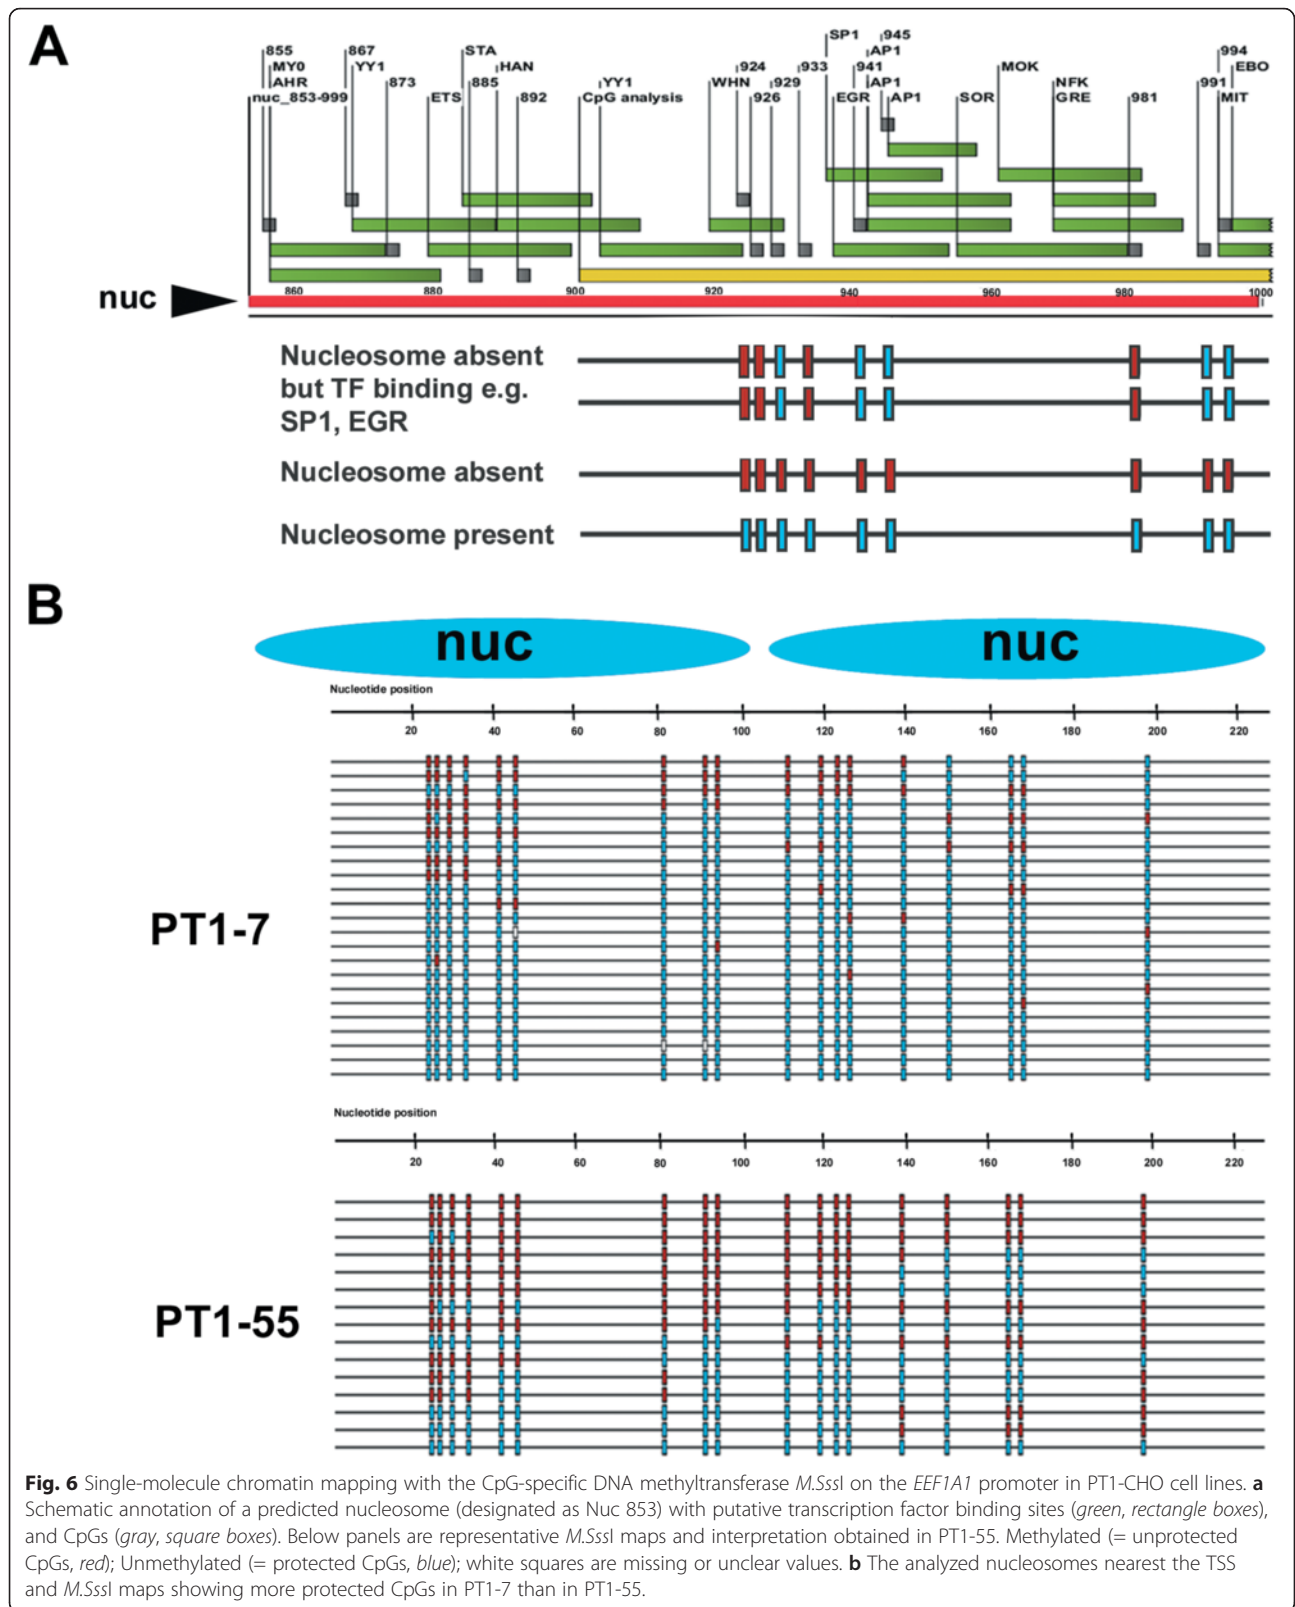 A
SP1 945
855 867 STA AP1 994
MY0 YY1 HAN 924 933 941 MOK EBO
AHR 873 885 YY1 WHN 929 AP1 NFK 991
nuc_853-999 ETS 892 CpG analysis 926 EGR AP1 SOR GRE 981 MIT
860 880 900 920 940 960 980 1000
nuc
Nucleosome absent
but TF binding e.g.
SP1, EGR
Nucleosome absent
Nucleosome present
B
nuc nuc
Nucleotide position
20 40 60 80 100 120 140 160 180 200 220
PT1-7
Nucleotide position
20 40 60 80 100 120 140 160 180 200 220
PT1-55
Fig. 6 Single-molecule chromatin mapping with the CpG-specific DNA methyltransferase M.SssI on the EEF1A1 promoter in PT1-CHO cell lines. a
Schematic annotation of a predicted nucleosome (designated as Nuc 853) with putative transcription factor binding sites (green, rectangle boxes),
and CpGs (gray, square boxes). Below panels are representative M.SssI maps and interpretation obtained in PT1-55. Methylated (= unprotected
CpGs, red); Unmethylated (= protected CpGs, blue); white squares are missing or unclear values. b The analyzed nucleosomes nearest the TSS
and M.SssI maps showing more protected CpGs in PT1-7 than in PT1-55.